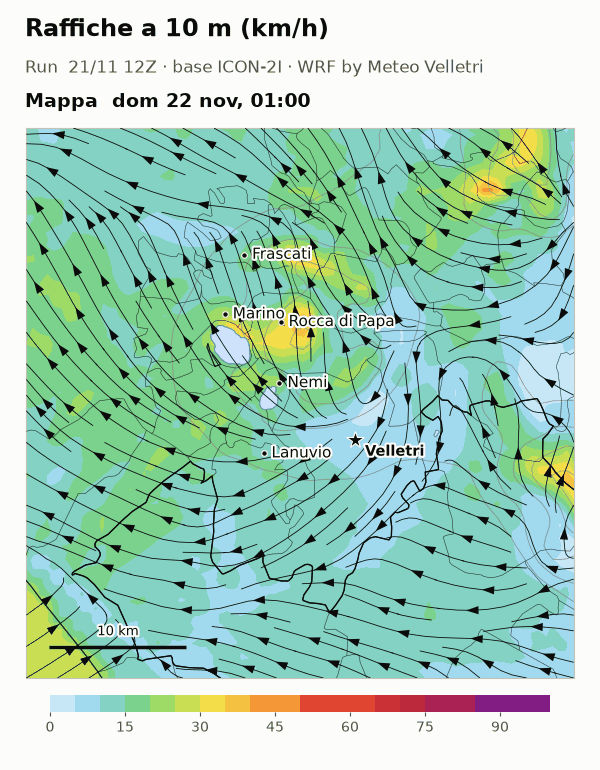 Raffiche a 10 m (km/h)
Run  21/11 12Z · base ICON-2I · WRF by Meteo Velletri
Mappa  dom 22 nov, 01:00
Frascati
Marino
Rocca di Papa
Nemi
Velletri
Lanuvio
10 km
0 15 30 45 60 75 90